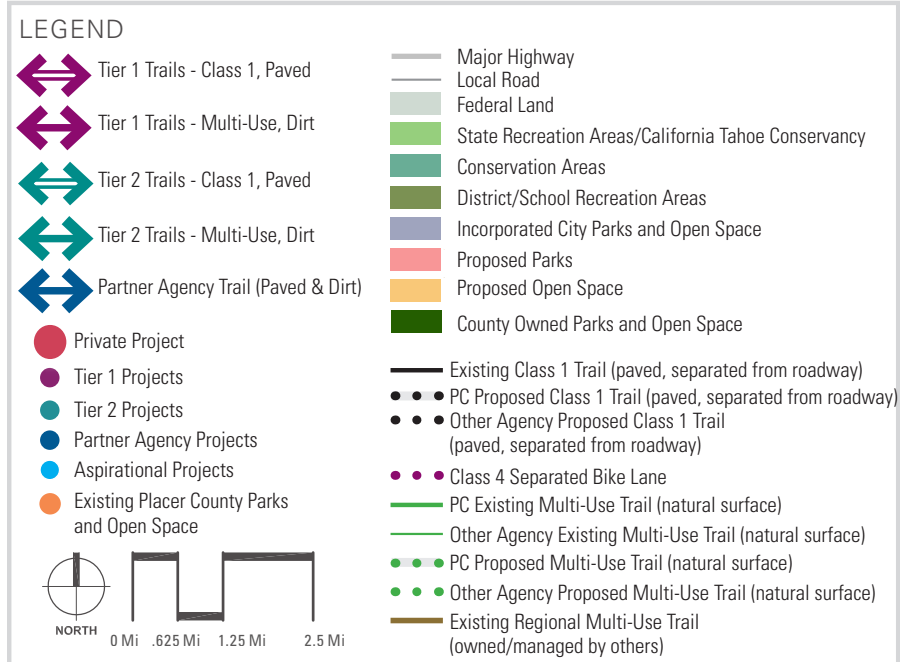 LEGEND
Tier 1 Trails - Class 1, Paved
Tier 1 Trails - Multi-Use, Dirt
Tier 2 Trails - Class 1, Paved
Tier 2 Trails - Multi-Use, Dirt
Partner Agency Trail (Paved & Dirt)
Private Project
Tier 1 Projects
Tier 2 Projects
Partner Agency Projects
Aspirational Projects
Existing Placer County Parks
and Open Space
NORTH
0 Mi .625 Mi 1.25 Mi 2.5 Mi
Major Highway
Local Road
Federal Land
State Recreation Areas/California Tahoe Conservancy
Conservation Areas
District/School Recreation Areas
Incorporated City Parks and Open Space
Proposed Parks
Proposed Open Space
County Owned Parks and Open Space
Existing Class 1 Trail (paved, separated from roadway)
PC Proposed Class 1 Trail (paved, separated from roadway)
Other Agency Proposed Class 1 Trail
(paved, separated from roadway)
Class 4 Separated Bike Lane
PC Existing Multi-Use Trail (natural surface)
Other Agency Existing Multi-Use Trail (natural surface)
PC Proposed Multi-Use Trail (natural surface)
Other Agency Proposed Multi-Use Trail (natural surface)
Existing Regional Multi-Use Trail
(owned/managed by others)